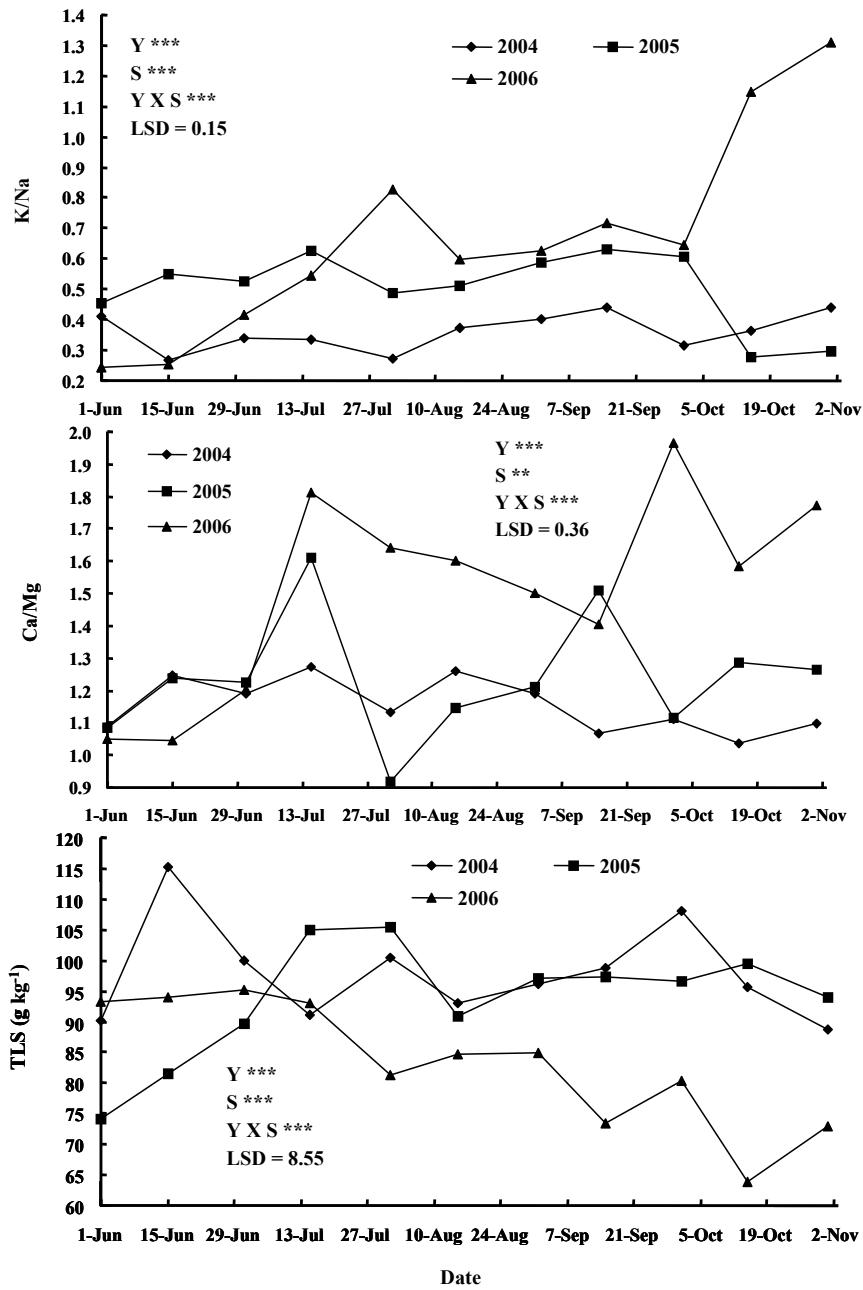 1.4
Y ***
S ***
Y X S ***
LSD = 0.15
2004
2005
2006
1.3
1.2
1.1
1.0
0.9
0.8
0.7
0.6
0.5
0.4
0.3
0.2
K/Na
1-Jun 15-Jun 29-Jun 13-Jul 27-Jul 10-Aug 24-Aug 7-Sep 21-Sep 5-Oct 19-Oct 2-Nov
2.0
1.9
1.8
1.7
1.6
1.5
1.4
1.3
1.2
1.1
1.0
0.9
Ca/Mg
2004
2005
2006
Y ***
S **
Y X S ***
LSD = 0.36
1-Jun 15-Jun 29-Jun 13-Jul 27-Jul 10-Aug 24-Aug 7-Sep 21-Sep 5-Oct 19-Oct 2-Nov
120
115
110
105
100
95
90
85
80
75
70
65
60
TLS (g kg-1)
2004
2005
2006
Y ***
S ***
Y X S ***
LSD = 8.55
1-Jun 15-Jun 29-Jun 13-Jul 27-Jul 10-Aug 24-Aug 7-Sep 21-Sep 5-Oct 19-Oct 2-Nov
Date